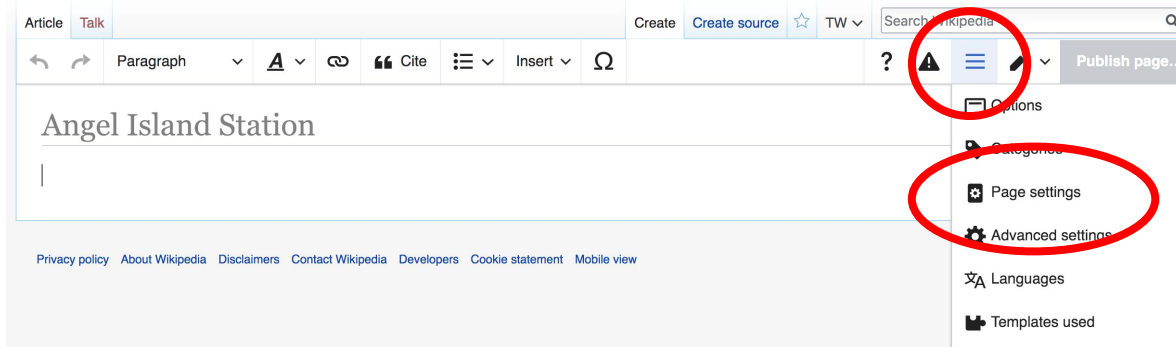 Article Talk Create Create source TW Search Wikipedia
Paragraph A Cite Insert Ω ? Publish page..
Options
Angel Island Station
Categories
Page settings
Advanced settings
Privacy policy About Wikipedia Disclaimers Contact Wikipedia Developers Cookie statement Mobile view
Languages
Templates used